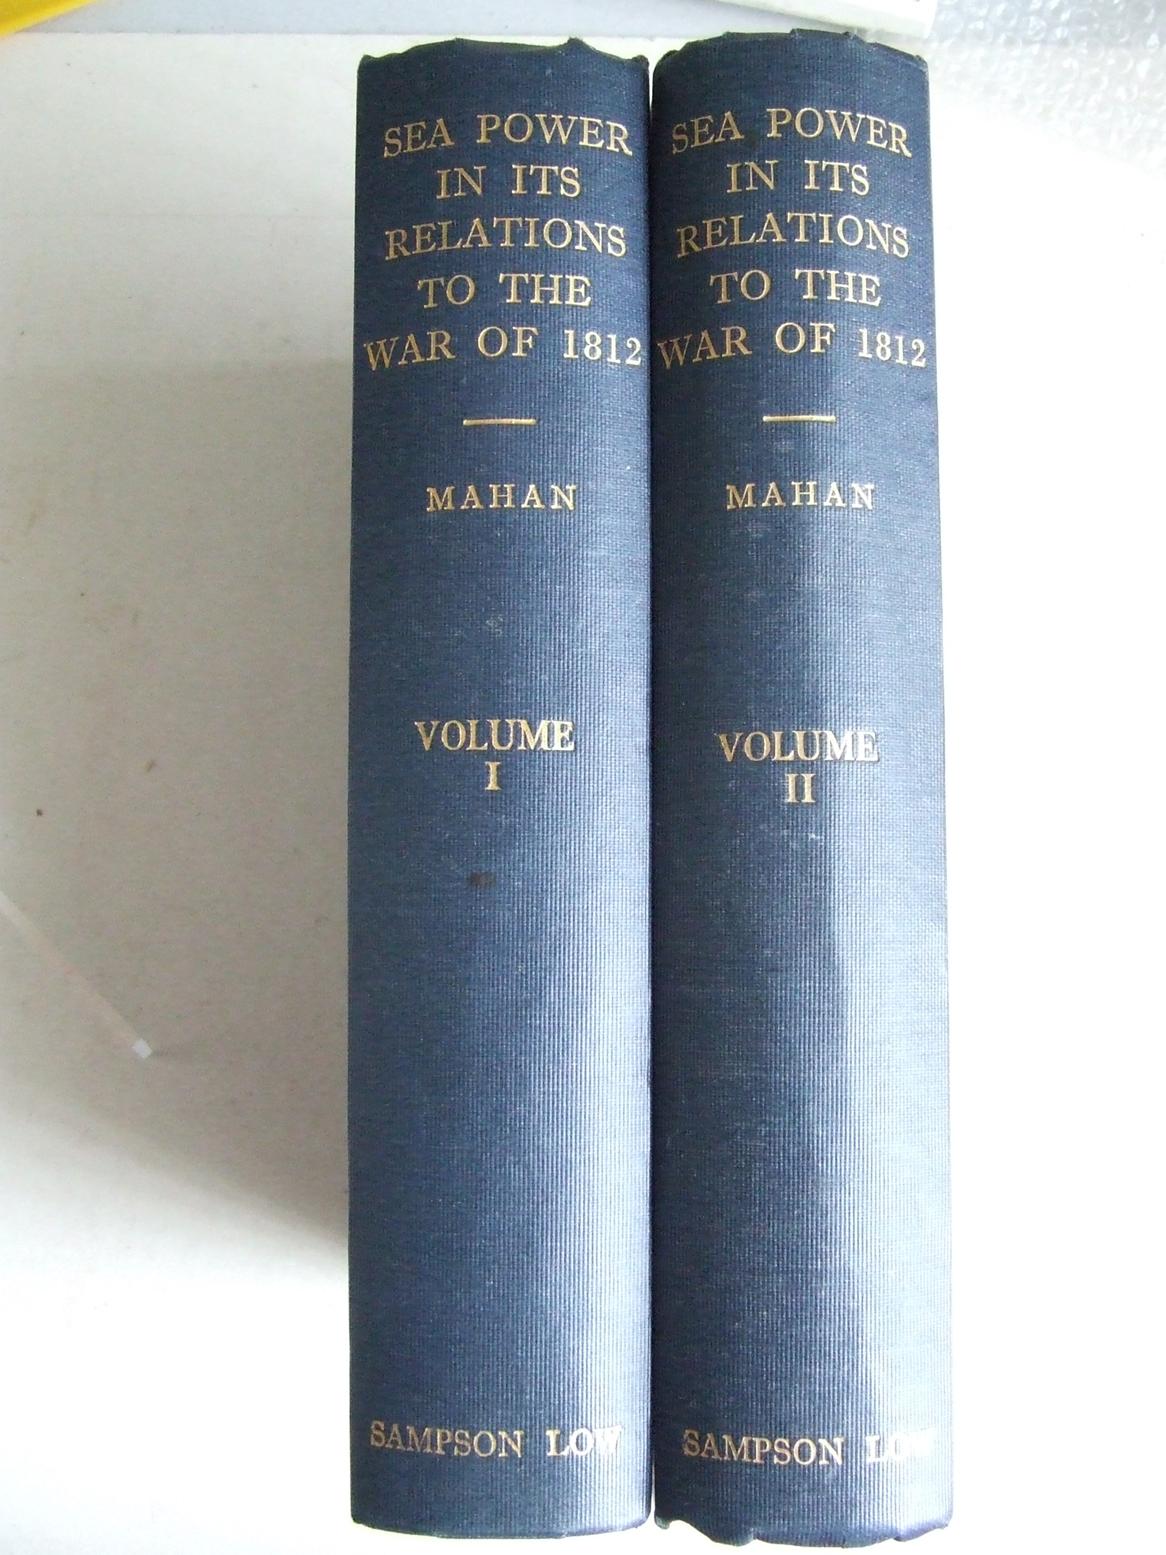 SEA POWER
IN ITS
RELATIONS
TO THE
WAR OF 1812
MAHAN
VOLUME
I
SAMPSON LOW
SEA POWER
IN ITS
RELATIONS
TO THE
WAR OF 1812
MAHAN
VOLUME
II
SAMPSON LOW